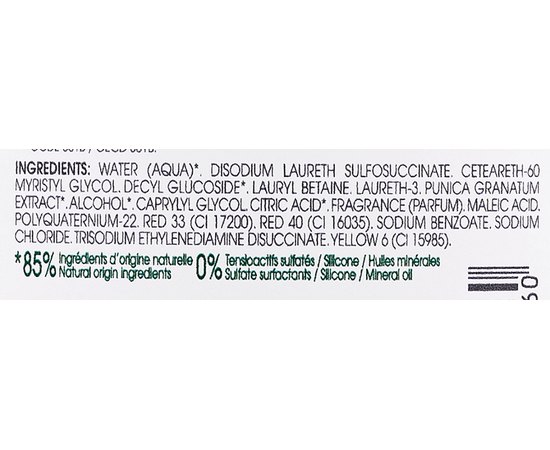 INGREDIENTS: WATER (AQUA)*. DISODIUM LAURETH SULFOSUCCINATE. CETEARETH-60
MYRISTYL GLYCOL. DECYL GLUCOSIDE*. LAURYL BETAINE. LAURETH-3. PUNICA GRANATUM
EXTRACT*. ALCOHOL*. CAPRYLYL GLYCOL. CITRIC ACID*. FRAGRANCE (PARFUM). MALEIC ACID.
POLYQUATERNIUM-22. RED 33 (CI 17200). RED 40 (CI 16035). SODIUM BENZOATE. SODIUM
CHLORIDE. TRISODIUM ETHYLENEDIAMINE DISUCCINATE. YELLOW 6 (CI 15985).
*85% Ingrédients d'origine naturelle
Natural origin ingredients
0% Tensioactifs sulfatés / Silicone / Huiles minérales
Sulfate surfactants / Silicone / Mineral oil